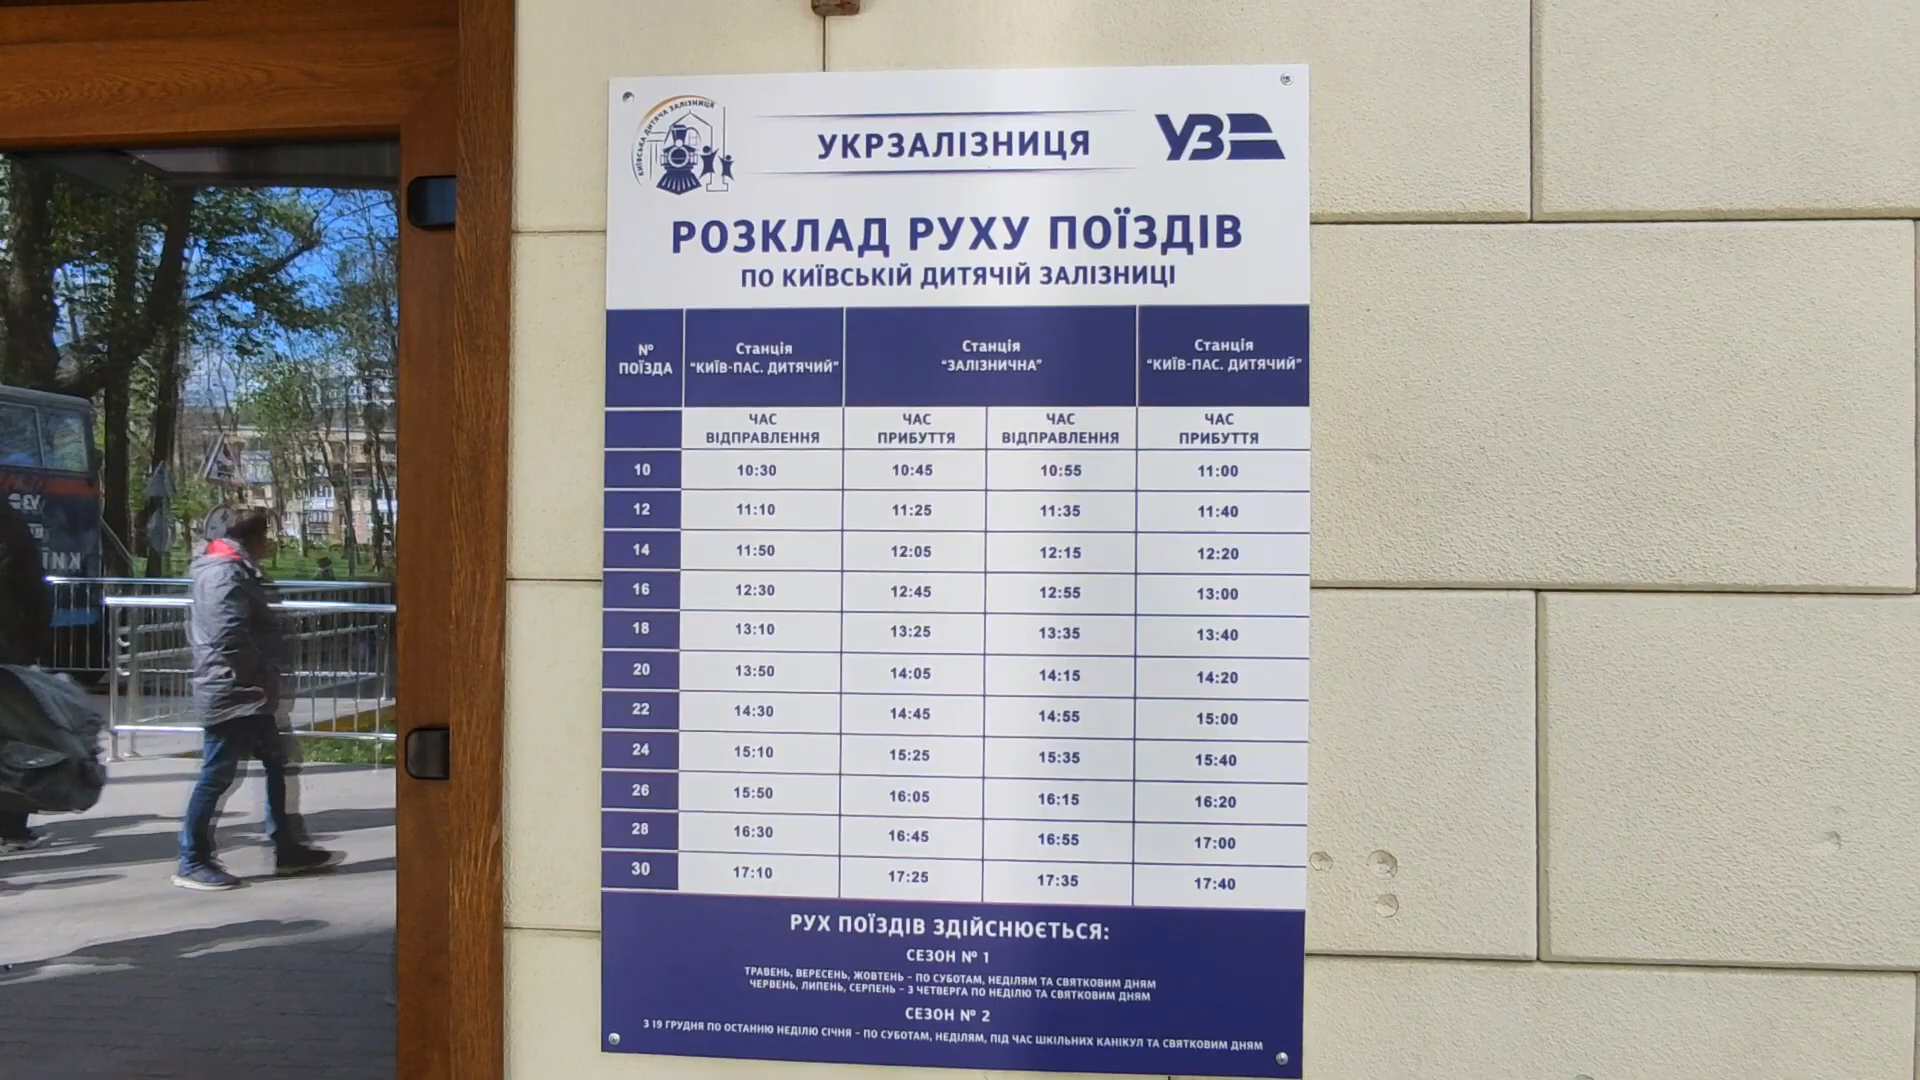 КИЇВСЬКА ДИТЯЧА ЗАЛІЗНИЦЯ
УКРЗАЛІЗНИЦЯ
УЗ
РОЗКЛАД РУХУ ПОЇЗДІВ
ПО КИЇВСЬКІЙ ДИТЯЧІЙ ЗАЛІЗНИЦІ
№ ПОЇЗДА Станція "КИЇВ-ПАС. ДИТЯЧИЙ" Станція "ЗАЛІЗНИЧНА" Станція "КИЇВ-ПАС. ДИТЯЧИЙ"
ЧАС ВІДПРАВЛЕННЯ ЧАС ПРИБУТТЯ ЧАС ВІДПРАВЛЕННЯ ЧАС ПРИБУТТЯ
10 10:30 10:45 10:55 11:00
12 11:10 11:25 11:35 11:40
14 11:50 12:05 12:15 12:20
16 12:30 12:45 12:55 13:00
18 13:10 13:25 13:35 13:40
20 13:50 14:05 14:15 14:20
22 14:30 14:45 14:55 15:00
24 15:10 15:25 15:35 15:40
26 15:50 16:05 16:15 16:20
28 16:30 16:45 16:55 17:00
30 17:10 17:25 17:35 17:40
РУХ ПОЇЗДІВ ЗДІЙСНЮЄТЬСЯ:
СЕЗОН № 1
ТРАВЕНЬ, ВЕРЕСЕНЬ, ЖОВТЕНЬ – ПО СУБОТАМ, НЕДІЛЯМ ТА СВЯТКОВИМ ДНЯМ
ЧЕРВЕНЬ, ЛИПЕНЬ, СЕРПЕНЬ – З ЧЕТВЕРГА ПО НЕДІЛЮ ТА СВЯТКОВИМ ДНЯМ
СЕЗОН № 2
З 19 ГРУДНЯ ПО ОСТАННЮ НЕДІЛЮ СІЧНЯ – ПО СУБОТАМ, НЕДІЛЯМ, ПІД ЧАС ШКІЛЬНИХ КАНІКУЛ ТА СВЯТКОВИМ ДНЯМ